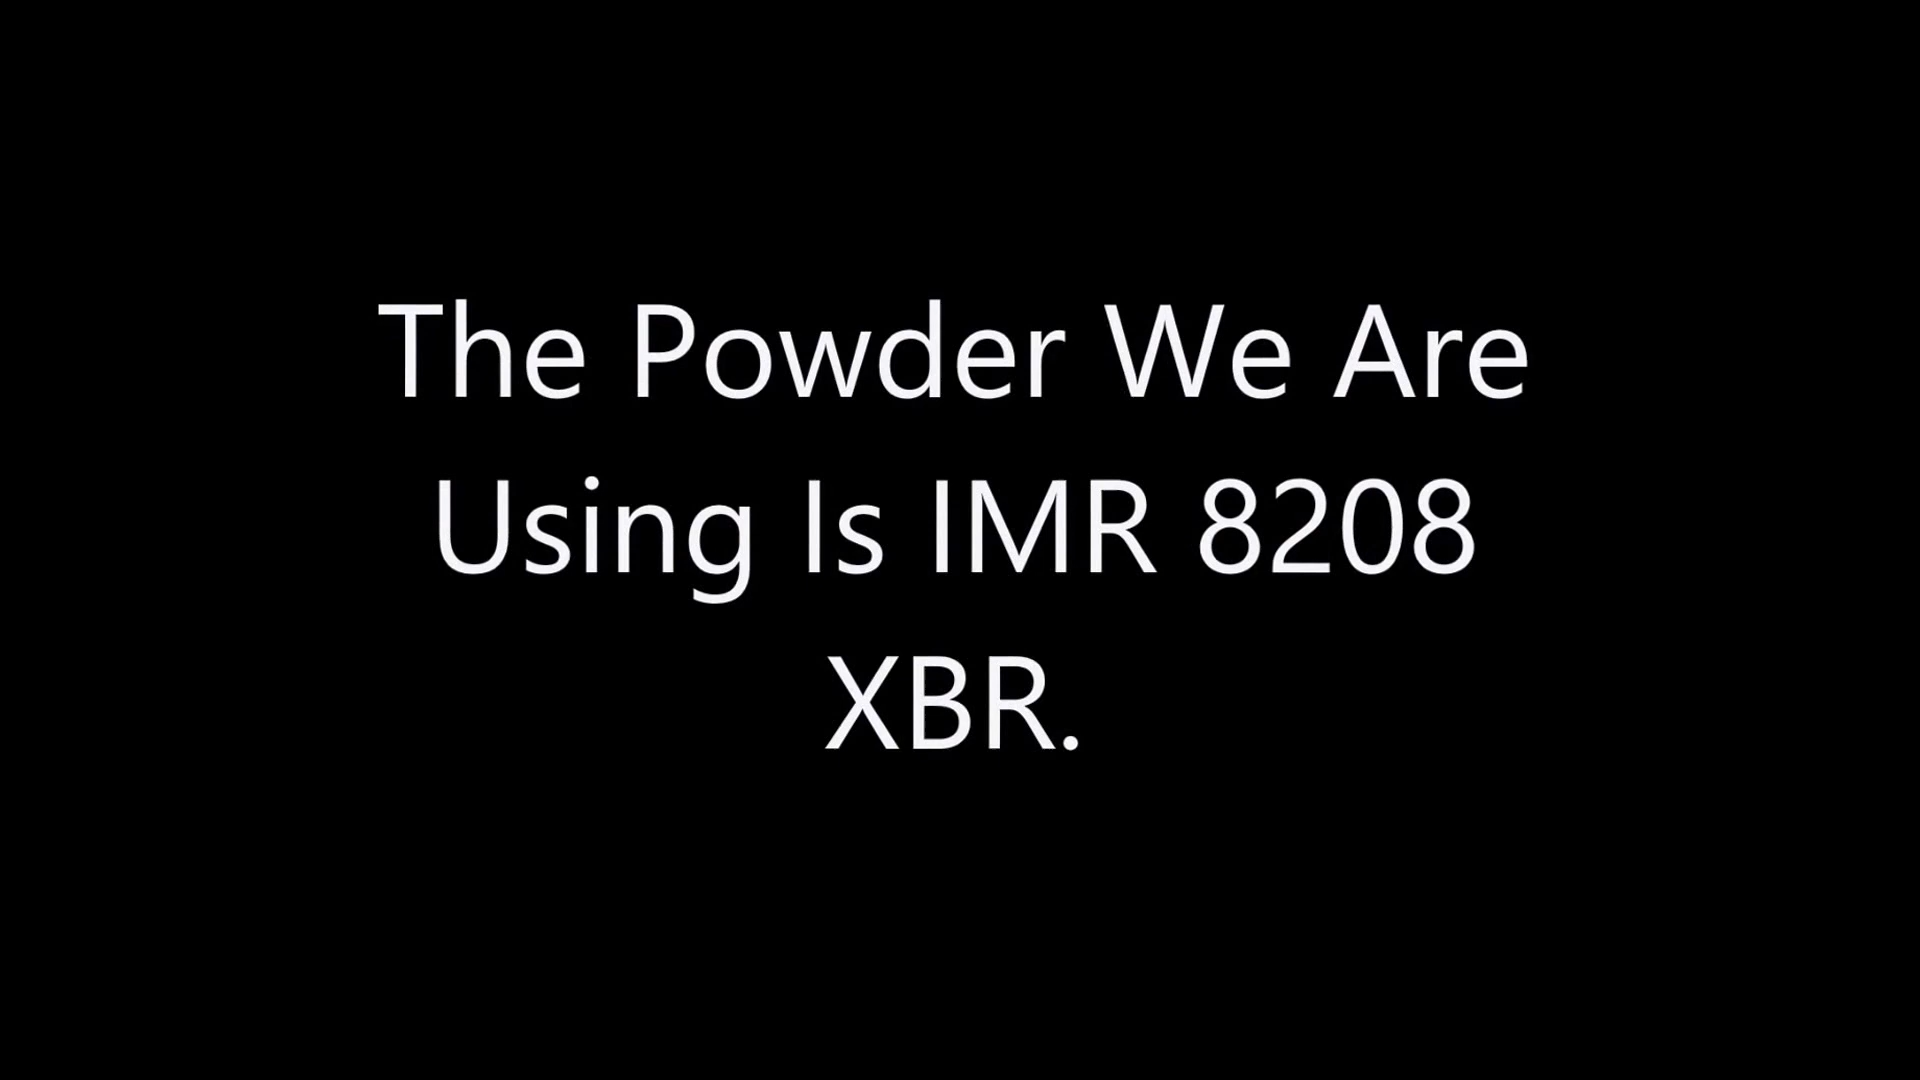 The Powder We Are
Using Is IMR 8208
XBR.